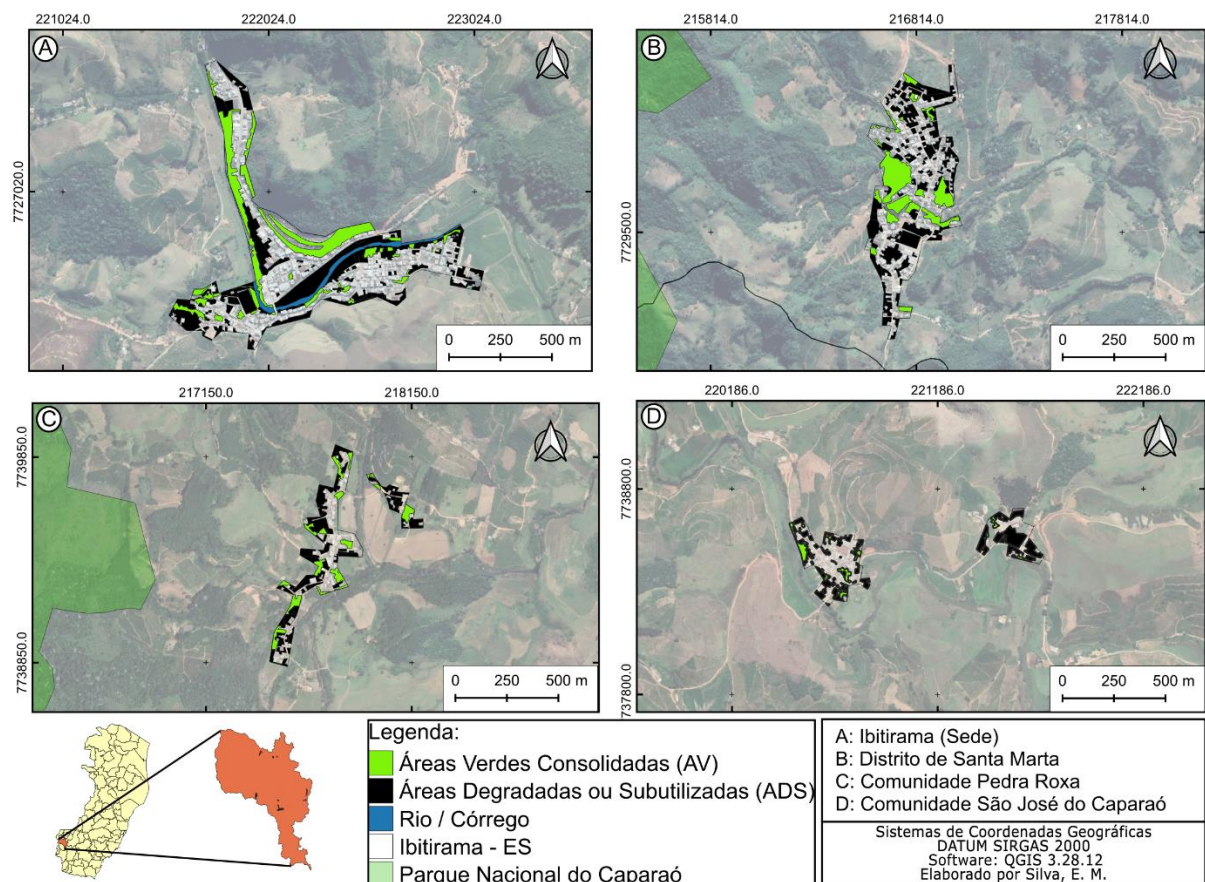 221024.0 222024.0 223024.0
215814.0 216814.0 217814.0
A
B
7727020.0
7729500.0
0 250 500 m
0 250 500 m
217150.0 218150.0
220186.0 221186.0 222186.0
C
D
7739850.0
7738800.0
7738850.0
7737800.0
0 250 500 m
0 250 500 m
Legenda:
Áreas Verdes Consolidadas (AV)
Áreas Degradadas ou Subutilizadas (ADS)
Rio / Córrego
Ibitirama - ES
Parque Nacional do Caparaó
A: Ibitirama (Sede)
B: Distrito de Santa Marta
C: Comunidade Pedra Roxa
D: Comunidade São José do Caparaó
Sistemas de Coordenadas Geográficas
DATUM SIRGAS 2000
Software: QGIS 3.28.12
Elaborado por Silva, E. M.